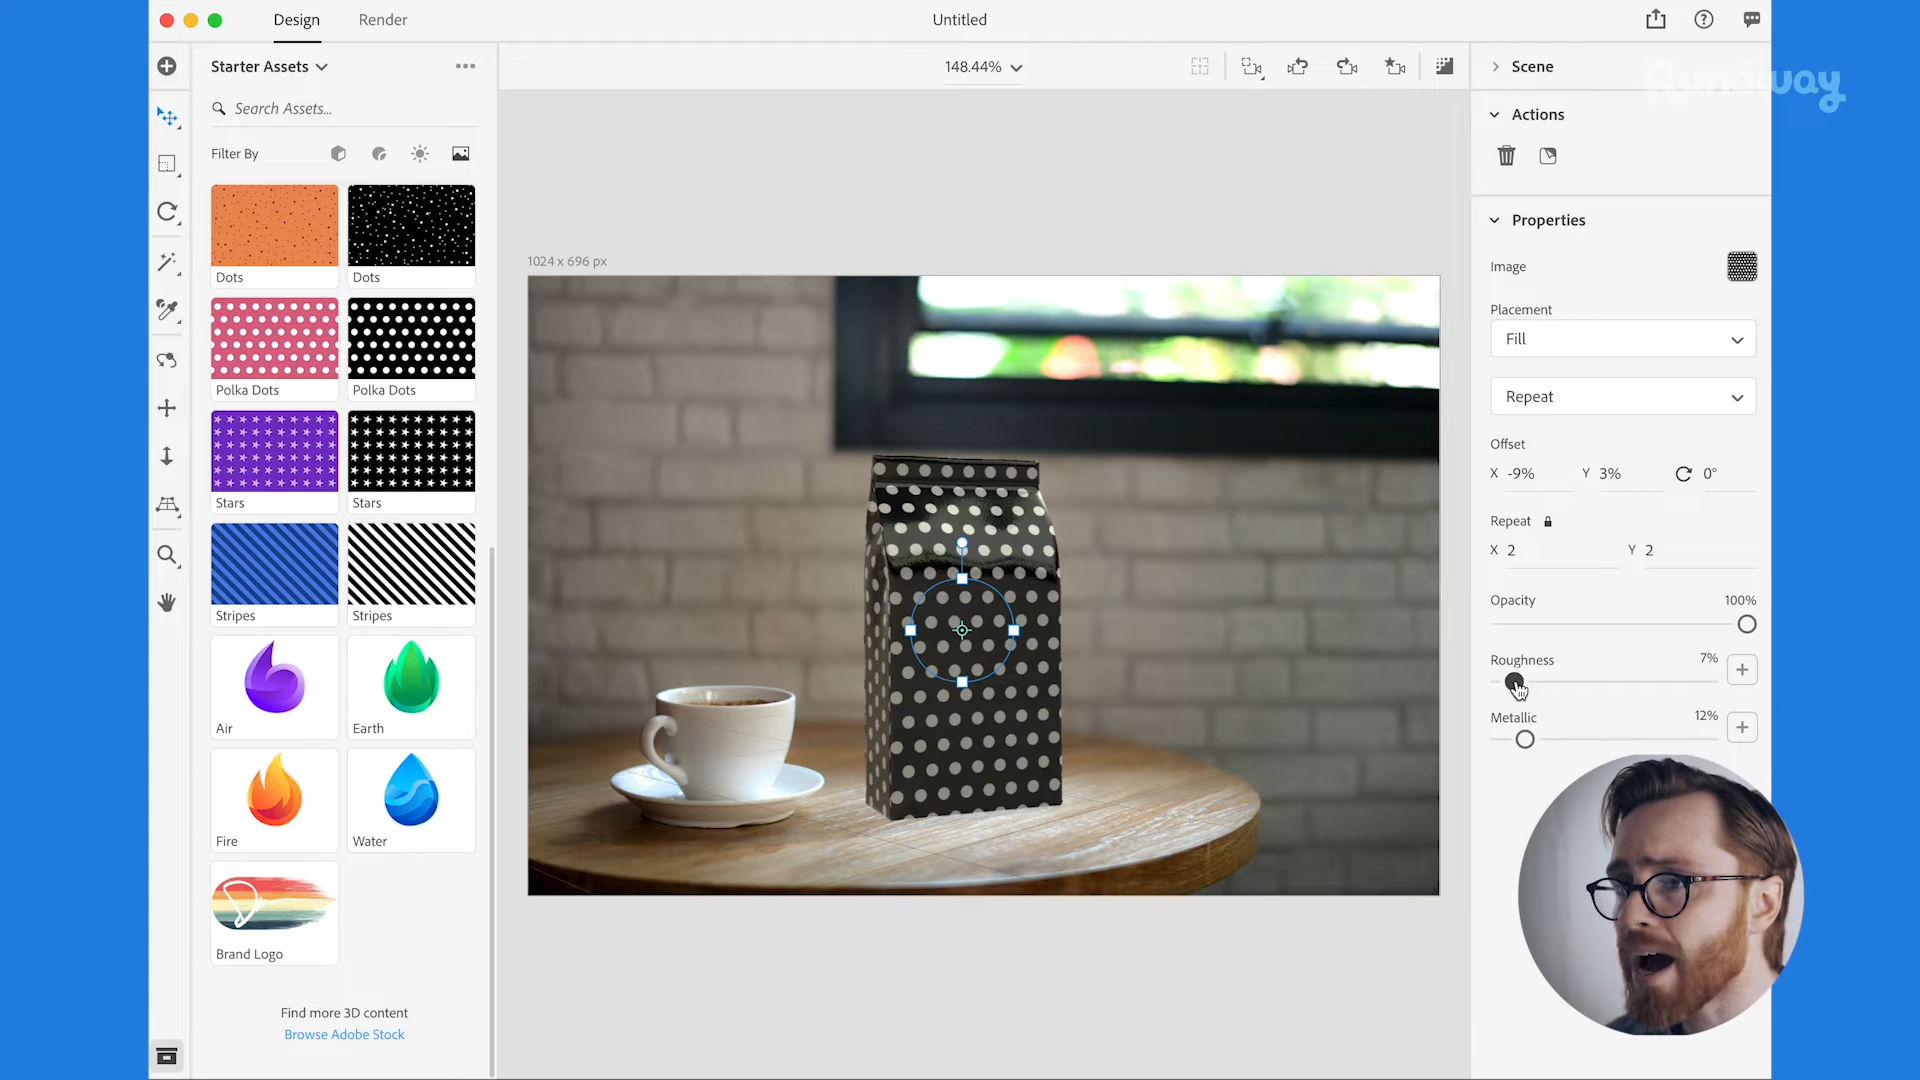 Design
Render
Untitled
Starter Assets
148.44%
Scene
Runaway
Search Assets...
Actions
Filter By
Properties
Dots
Dots
1024 x 696 px
Image
Placement
Fill
Polka Dots
Polka Dots
Repeat
Offset
X -9%
Y 3%
0°
Stars
Stars
Repeat
X 2
Y 2
Opacity
100%
Stripes
Stripes
Roughness
7%
Metallic
12%
Air
Earth
Fire
Water
Brand Logo
Find more 3D content
Browse Adobe Stock